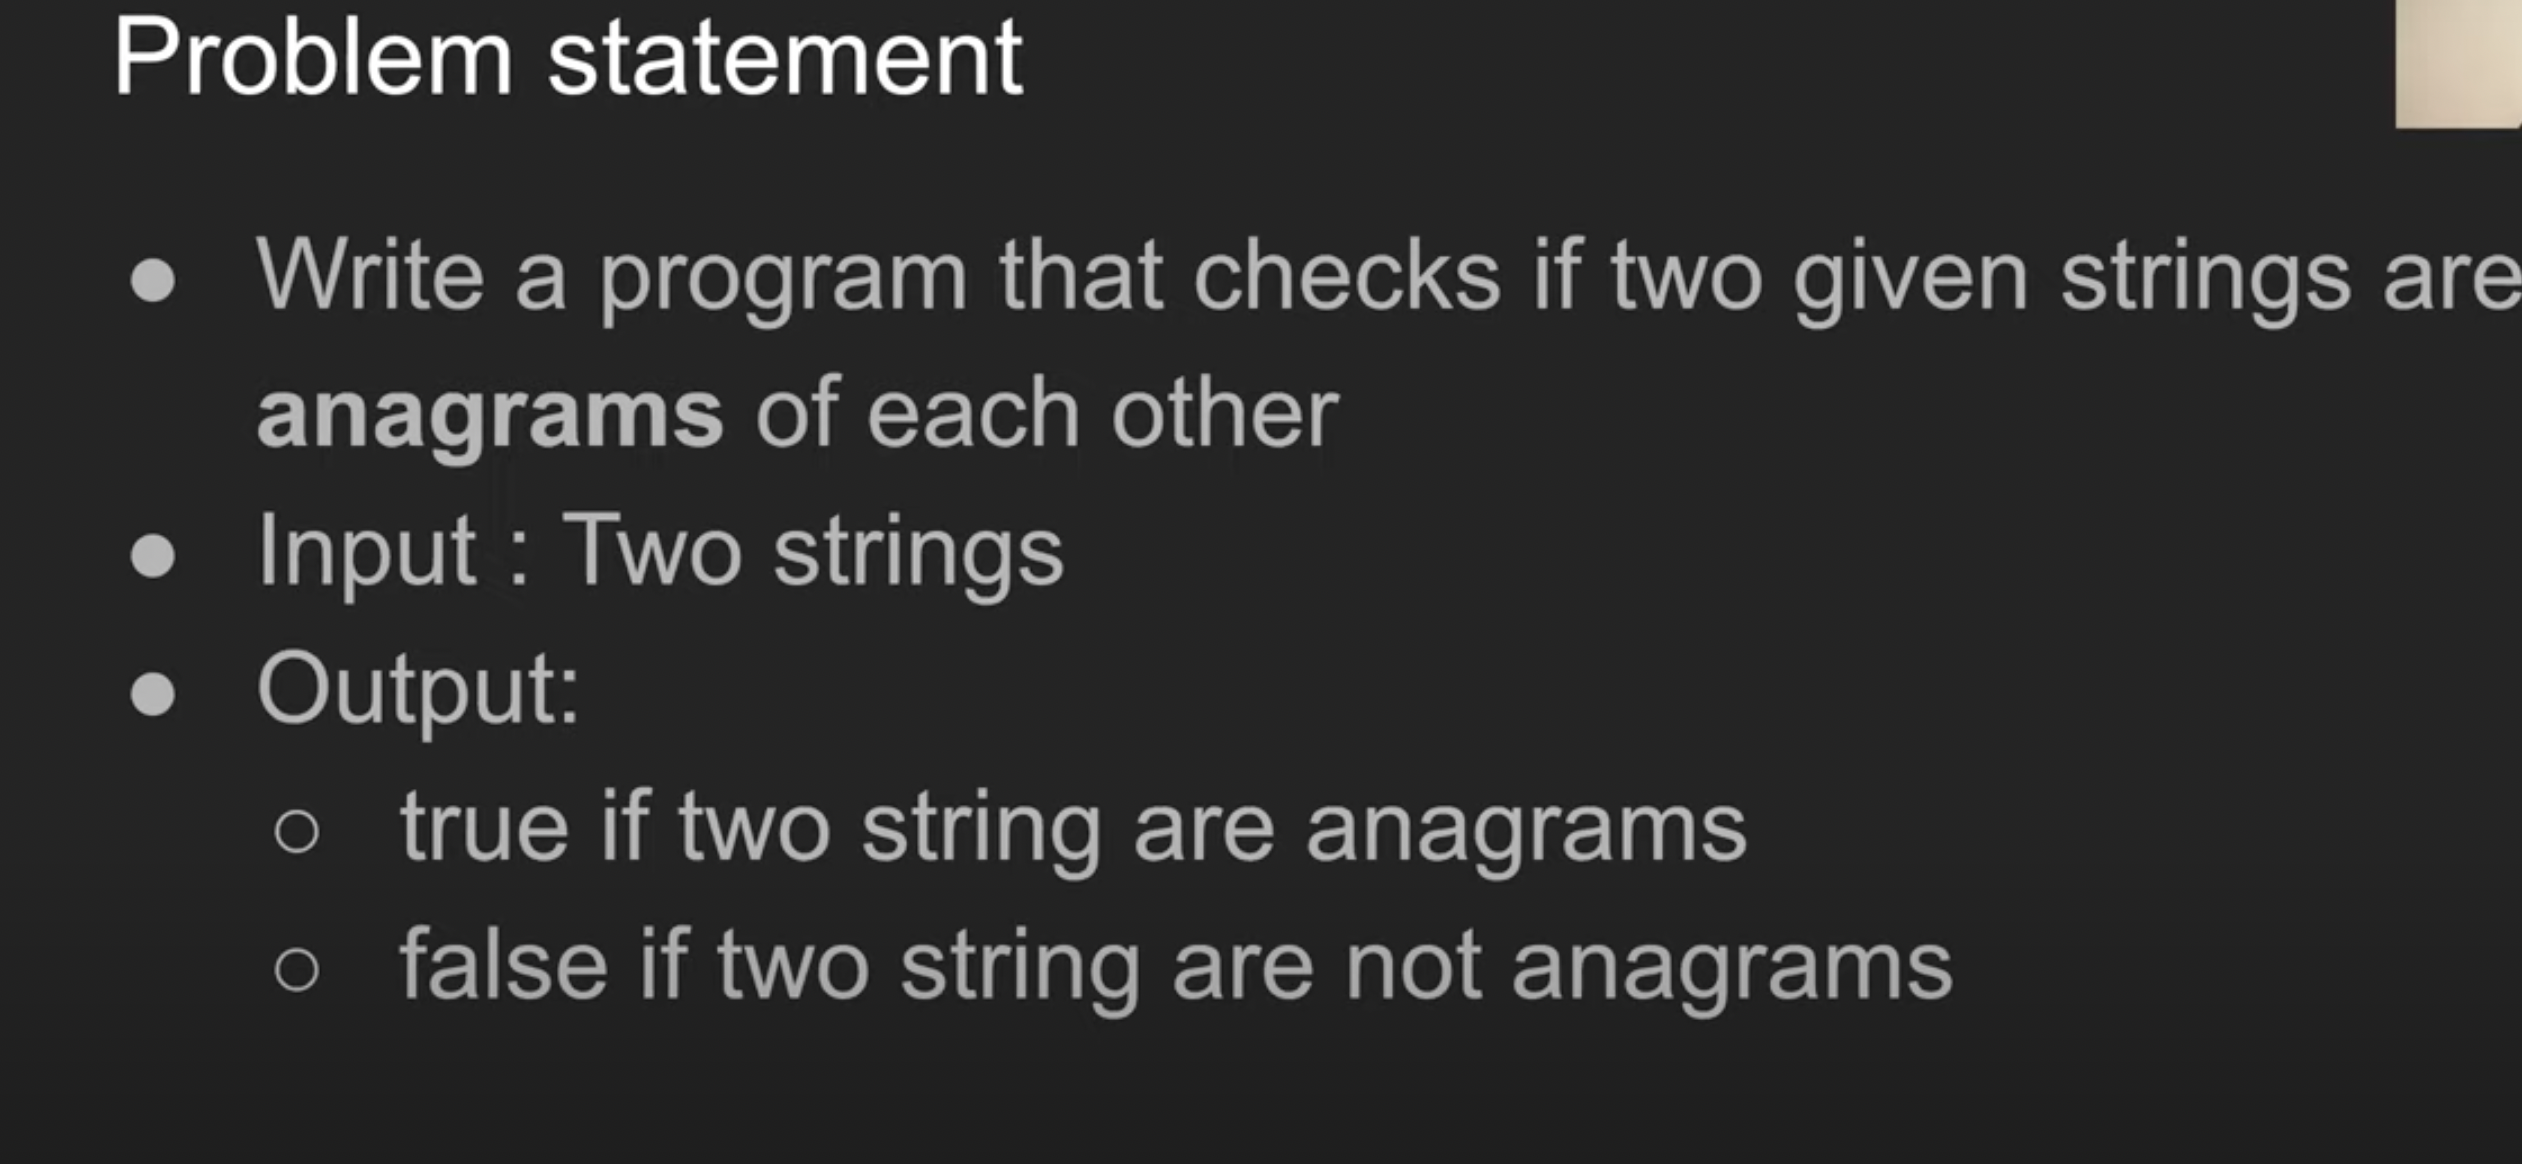 Problem statement
● Write a program that checks if two given strings are
anagrams of each other
● Input : Two strings
● Output:
○ true if two string are anagrams
○ false if two string are not anagrams